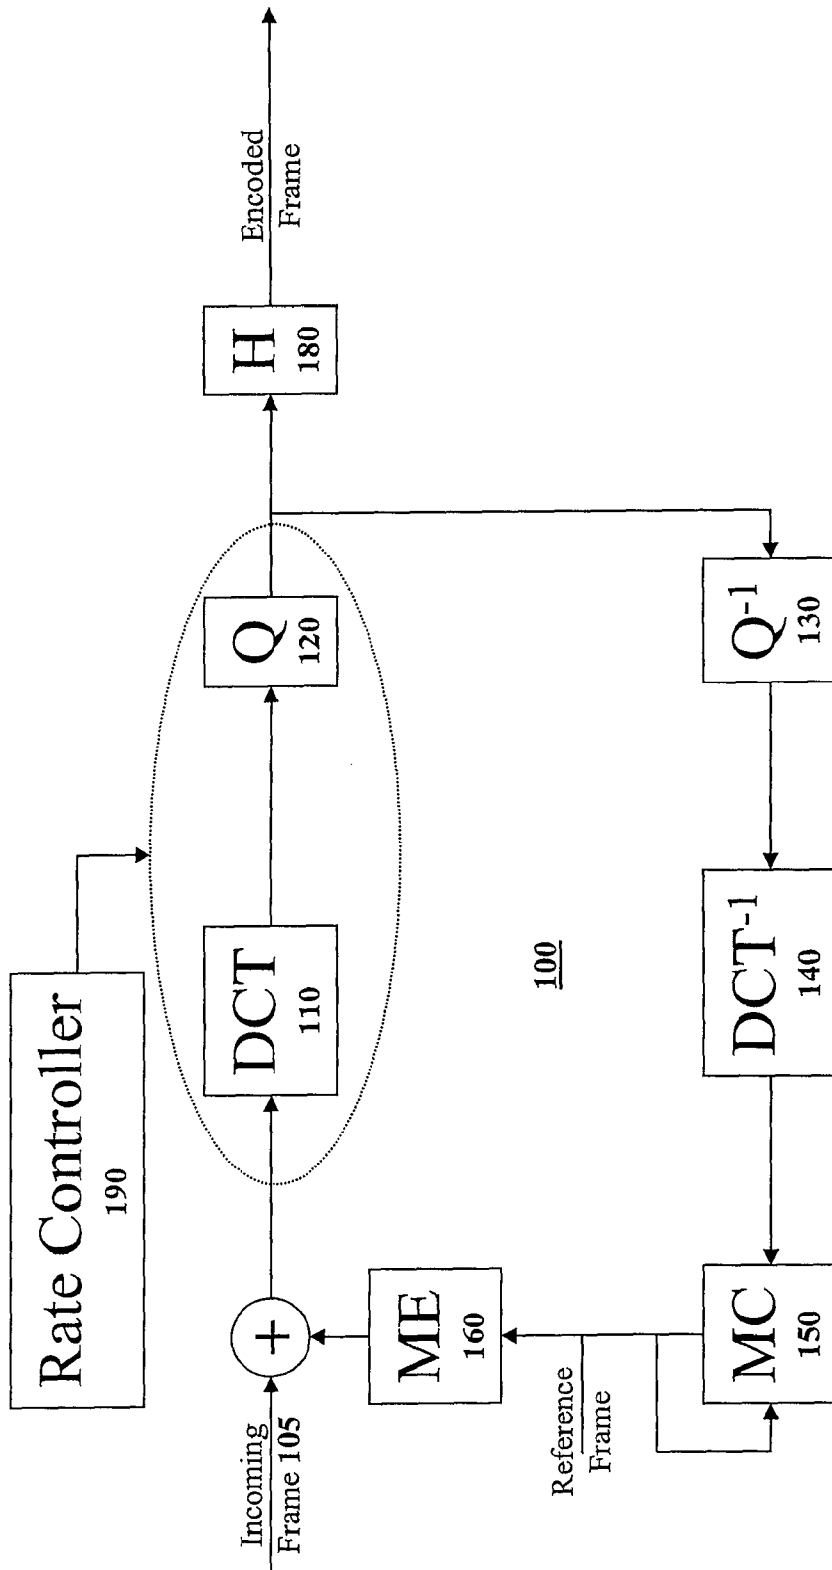 Rate Controller
190
Incoming
Frame 105
+
DCT
110
Q
120
H
180
Encoded
Frame
100
ME
160
Reference
Frame
MC
150
DCT-1
140
Q-1
130